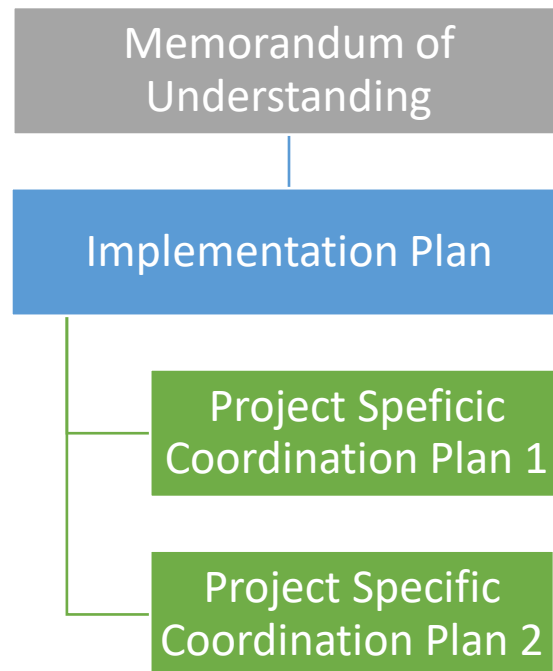 Memorandum of
Understanding
Implementation Plan
Project Speficic
Coordination Plan 1
Project Specific
Coordination Plan 2